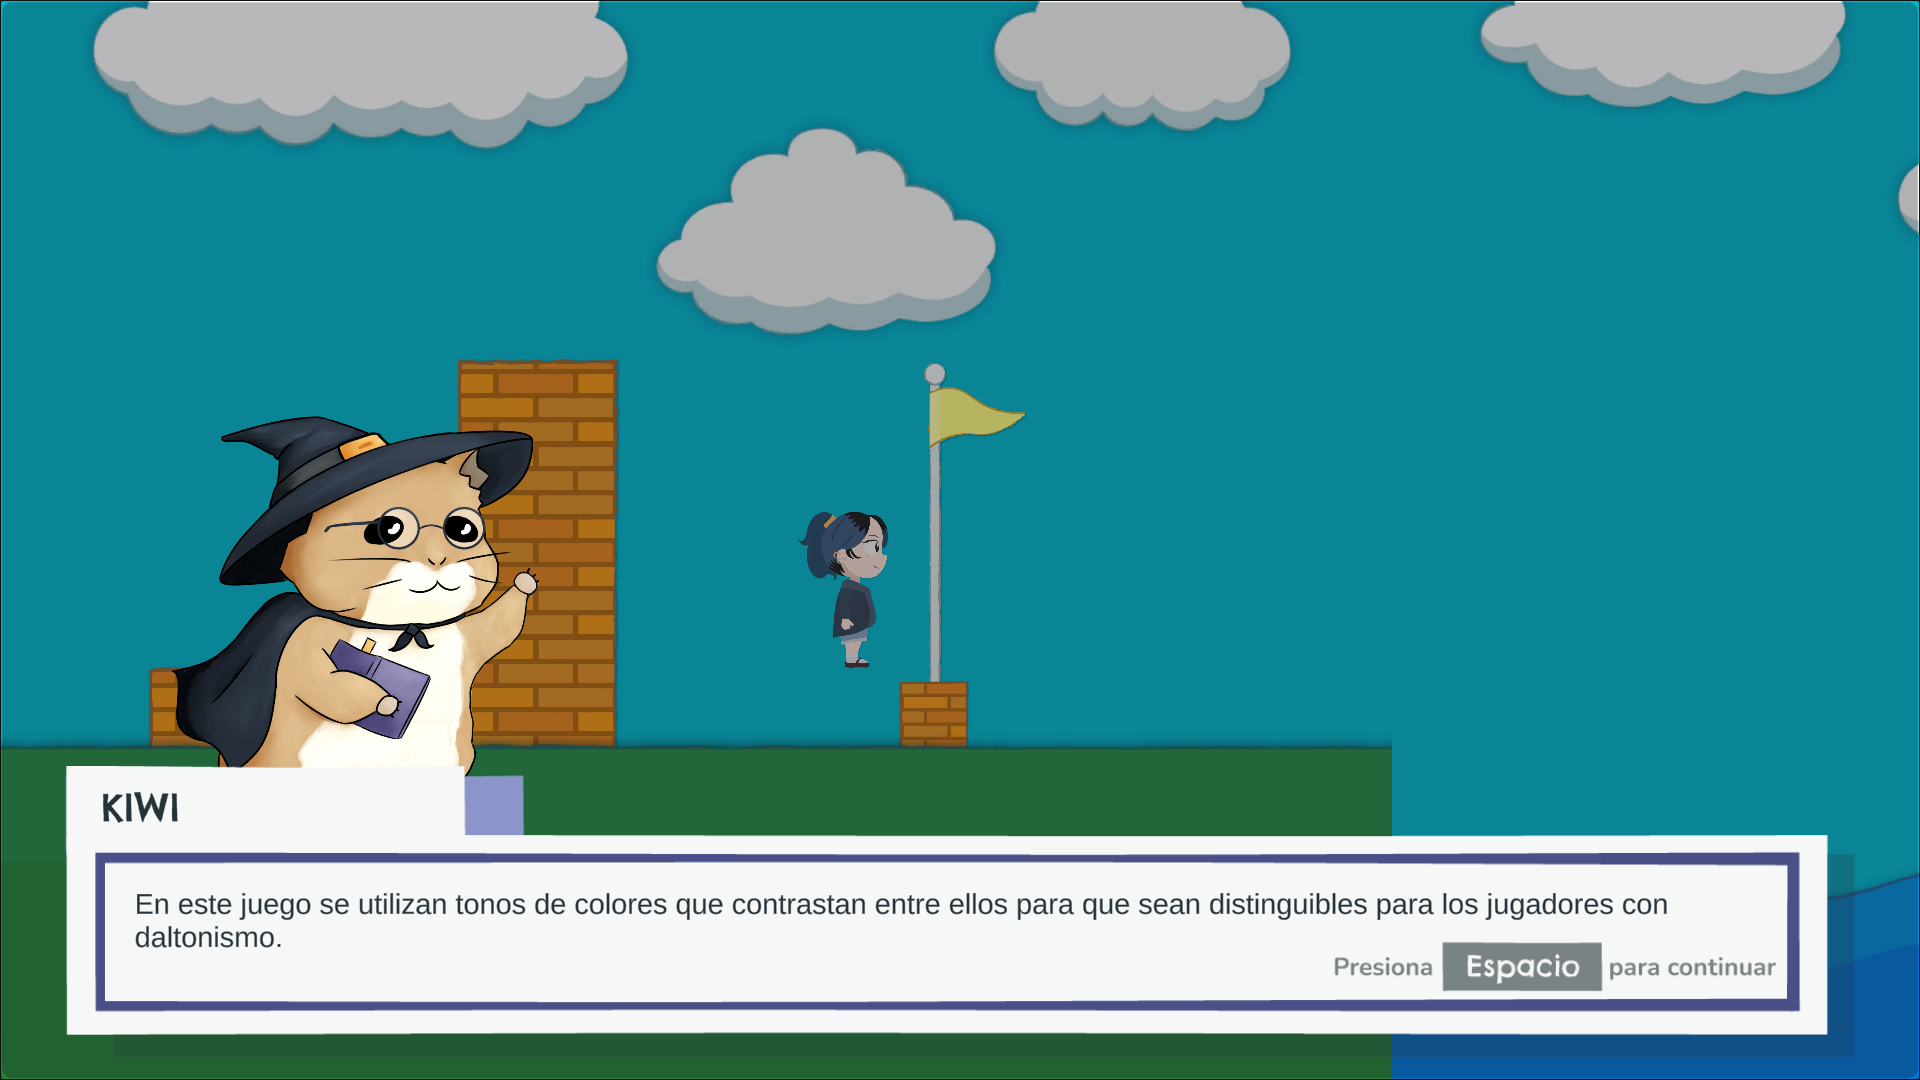 KIWI
En este juego se utilizan tonos de colores que contrastan entre ellos para que sean distinguibles para los jugadores con
daltonismo.
Presiona Espacio para continuar